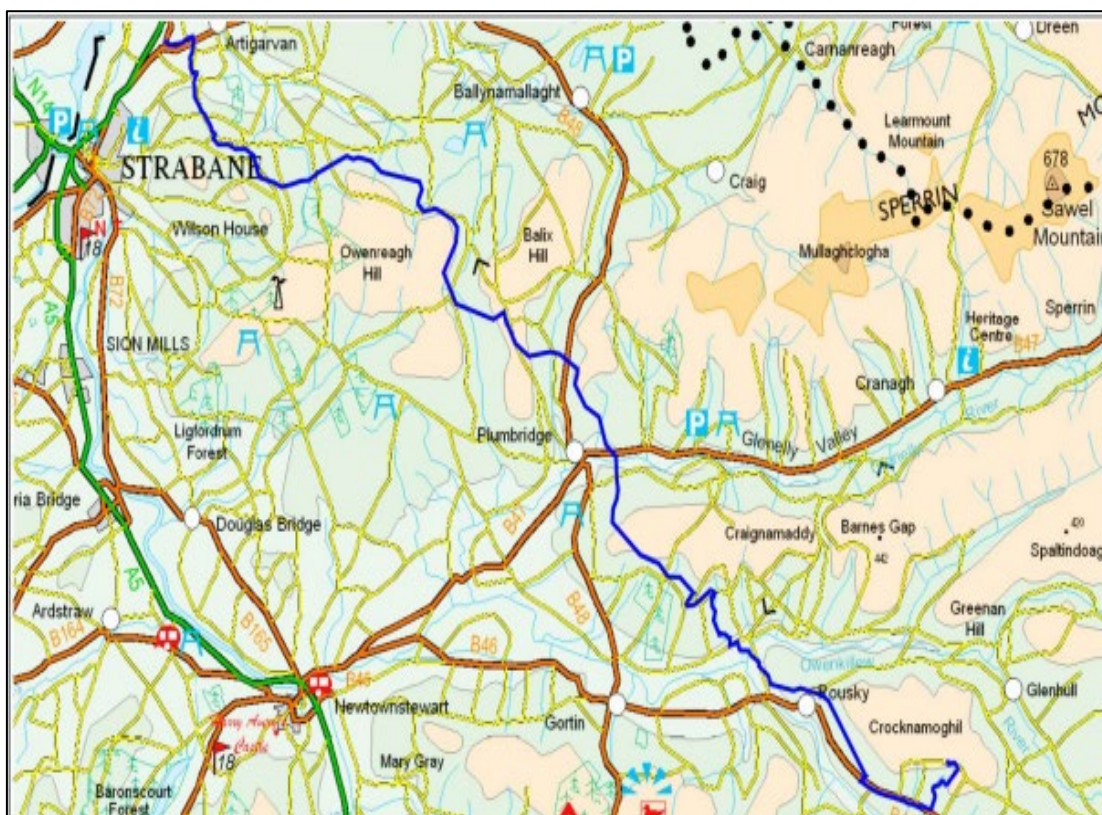 Artigarvan
Forest
Dreen
Carnanreagh
N14
P
P
Ballynamallaght
B48
Learmount
Mountain
MO
678
i
STRABANE
Craig
SPERRIN
Sawel
Mountain
Wilson House
N
18
B72
Owenreagh
Hill
Balix
Hill
Mullaghclogha
A5
SION MILLS
Heritage
Centre
Sperrin
i
B47
Cranagh
River
Ligfordrum
Forest
Plumbridge
P
Glenelly
Valley
ria Bridge
Douglas Bridge
B47
Craignamaddy
Barnes Gap
442
420
Spaltindoag
A5
Ardstraw
B164
B165
B48
B46
Greenan
Hill
Owenkillew
B46
Newtownstewart
Gortin
Rousky
Glenhull
Crocknamoghil
River
Castle
18
Mary Gray
Baronscourt
Forest